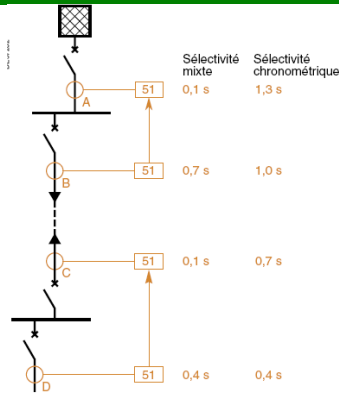 Sélectivité Sélectivité
mixte chronométrique
A 51 0,1 s 1,3 s
B 51 0,7 s 1,0 s
C 51 0,1 s 0,7 s
D 51 0,4 s 0,4 s